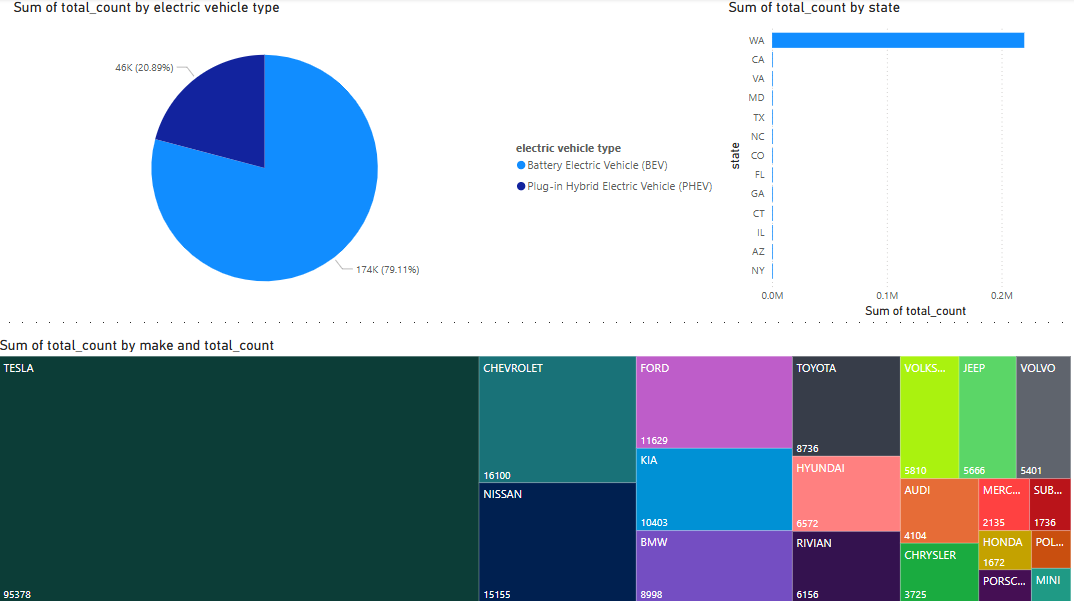 Sum of total_count by electric vehicle type
46K (20.89%)
174K (79.11%)
electric vehicle type
Battery Electric Vehicle (BEV)
Plug-in Hybrid Electric Vehicle (PHEV)
Sum of total_count by state
state
WA
CA
VA
MD
TX
NC
CO
FL
GA
CT
IL
AZ
NY
0.0M 0.1M 0.2M
Sum of total_count
Sum of total_count by make and total_count
TESLA
95378
CHEVROLET
16100
NISSAN
15155
FORD
11629
KIA
10403
BMW
8998
TOYOTA
8736
HYUNDAI
6572
RIVIAN
6156
VOLKS...
5810
JEEP
5666
VOLVO
5401
AUDI
4104
CHRYSLER
3725
MERC...
2135
SUB...
1736
HONDA
1672
POL...
PORSC...
MINI